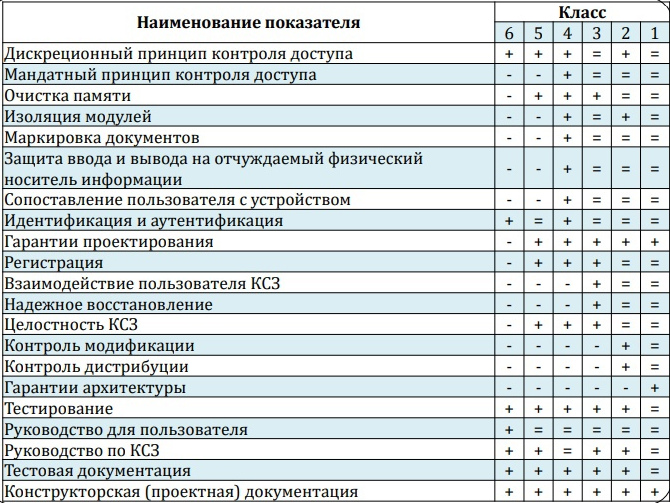 Наименование показателя Класс
6 5 4 3 2 1
Дискреционный принцип контроля доступа + + + = + =
Мандатный принцип контроля доступа - - + = = =
Очистка памяти - + + + = =
Изоляция модулей - - + = + =
Маркировка документов - - + = = =
Защита ввода и вывода на отчуждаемый физический
носитель информации - - + = = =
Сопоставление пользователя с устройством - - + = = =
Идентификация и аутентификация + = + = = =
Гарантии проектирования - + + + + +
Регистрация - + + + = =
Взаимодействие пользователя КСЗ - - - + = =
Надежное восстановление - - - + = =
Целостность КСЗ - + + + = =
Контроль модификации - - - - + =
Контроль дистрибуции - - - - + =
Гарантии архитектуры - - - - - +
Тестирование + + + + + =
Руководство для пользователя + = = = = =
Руководство по КСЗ + + = + + =
Тестовая документация + + + + + =
Конструкторская (проектная) документация + + + + + +